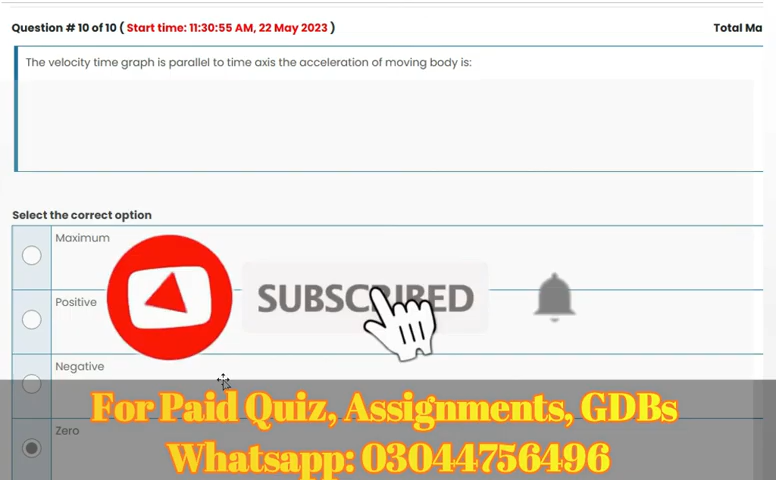 Question # 10 of 10 ( Start time: 11:30:55 AM, 22 May 2023 ) Total Ma
The velocity time graph is parallel to time axis the acceleration of moving body is:
Select the correct option
Maximum
Positive
SUBSCRIBED
Negative
For Paid Quiz, Assignments, GDBs
Zero
Whatsapp: 03044756496